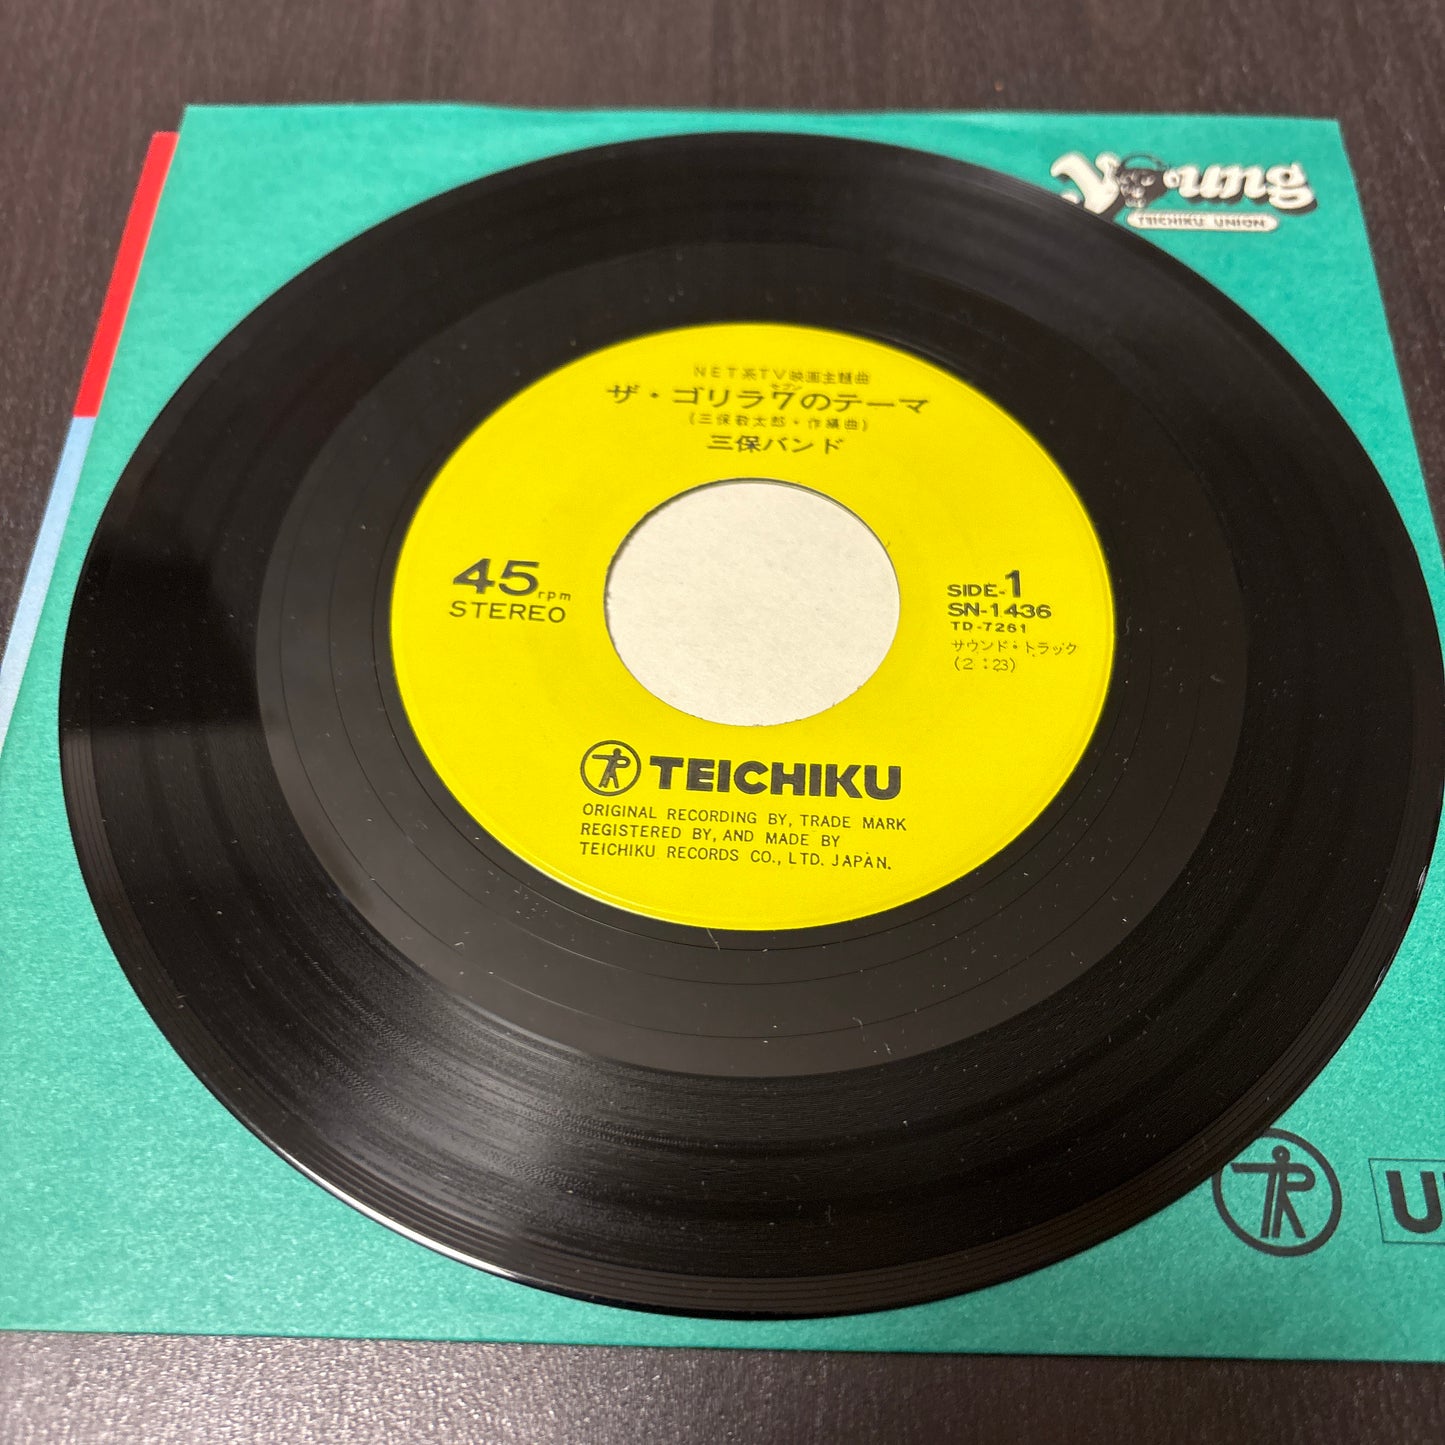 Young
TEICHIKU UNION
NET系TV映画主題曲
セブン
ザ・ゴリラ7のテーマ
(三保敬太郎・作編曲)
三保バンド
45rpm
STEREO
SIDE-1
SN-1436
TD-7261
サウンド・トラック
(2:23)
TEICHIKU
ORIGINAL RECORDING BY, TRADE MARK
REGISTERED BY, AND MADE BY
TEICHIKU RECORDS CO., LTD. JAPAN.